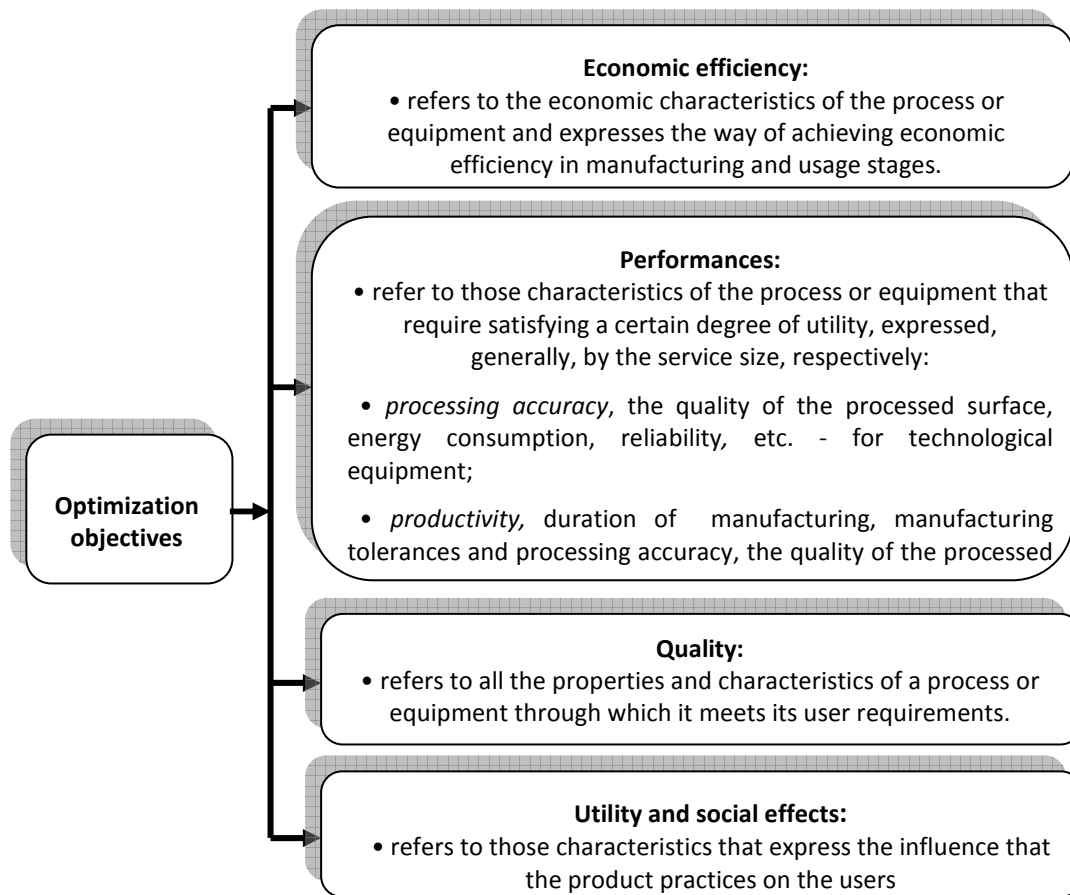 Economic efficiency:
• refers to the economic characteristics of the process or
equipment and expresses the way of achieving economic
efficiency in manufacturing and usage stages.
Performances:
• refer to those characteristics of the process or equipment that
require satisfying a certain degree of utility, expressed,
generally, by the service size, respectively:
• processing accuracy, the quality of the processed surface,
energy consumption, reliability, etc. - for technological
equipment;
• productivity, duration of manufacturing, manufacturing
tolerances and processing accuracy, the quality of the processed
Optimization
objectives
Quality:
• refers to all the properties and characteristics of a process or
equipment through which it meets its user requirements.
Utility and social effects:
• refers to those characteristics that express the influence that
the product practices on the users